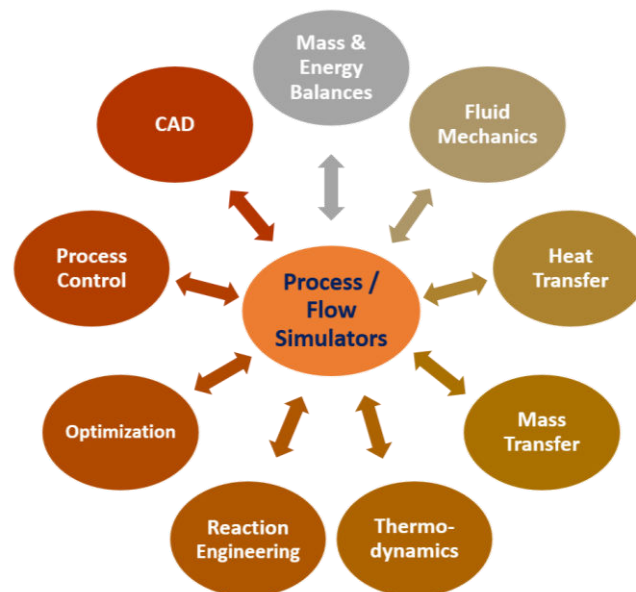 Mass &
Energy
Balances
Fluid
Mechanics
Heat
Transfer
Mass
Transfer
Thermo-
dynamics
Reaction
Engineering
Optimization
Process
Control
CAD
Process /
Flow
Simulators